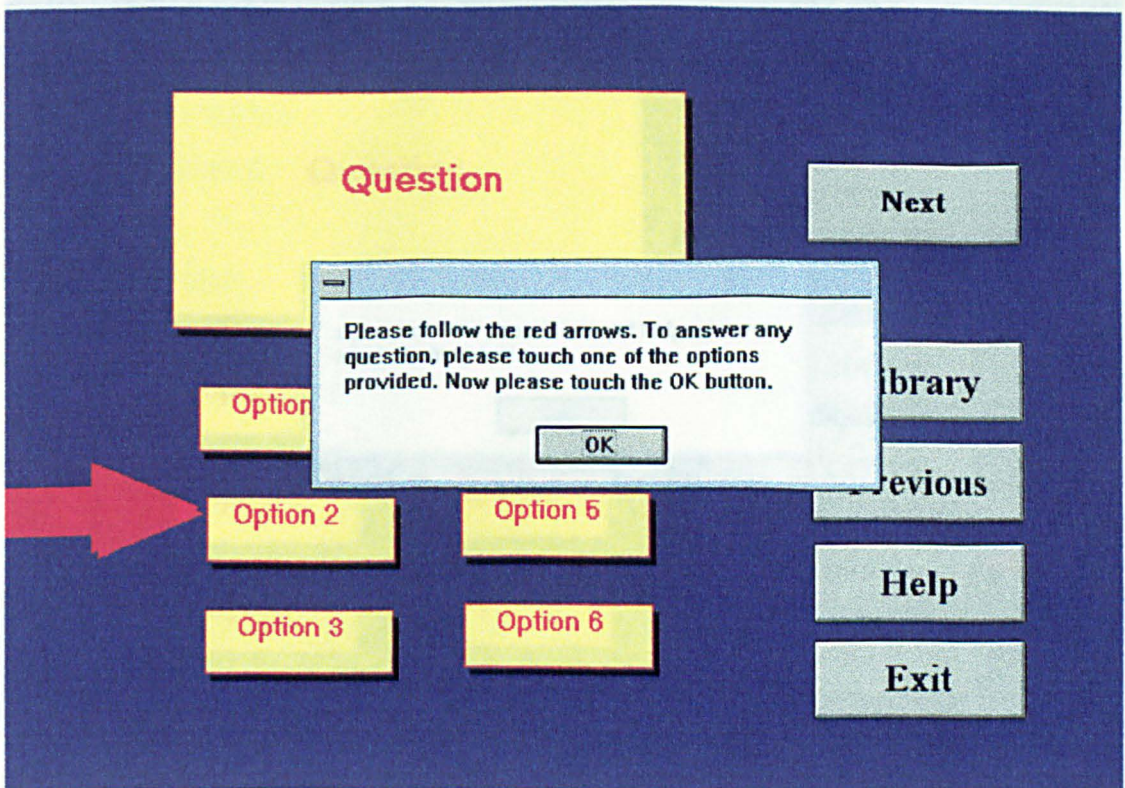 Question
Next
Please follow the red arrows. To answer any
question, please touch one of the options
provided. Now please touch the OK button.
OK
ibrary
Option
revious
Option 2
Option 5
Help
Option 3
Option 6
Exit